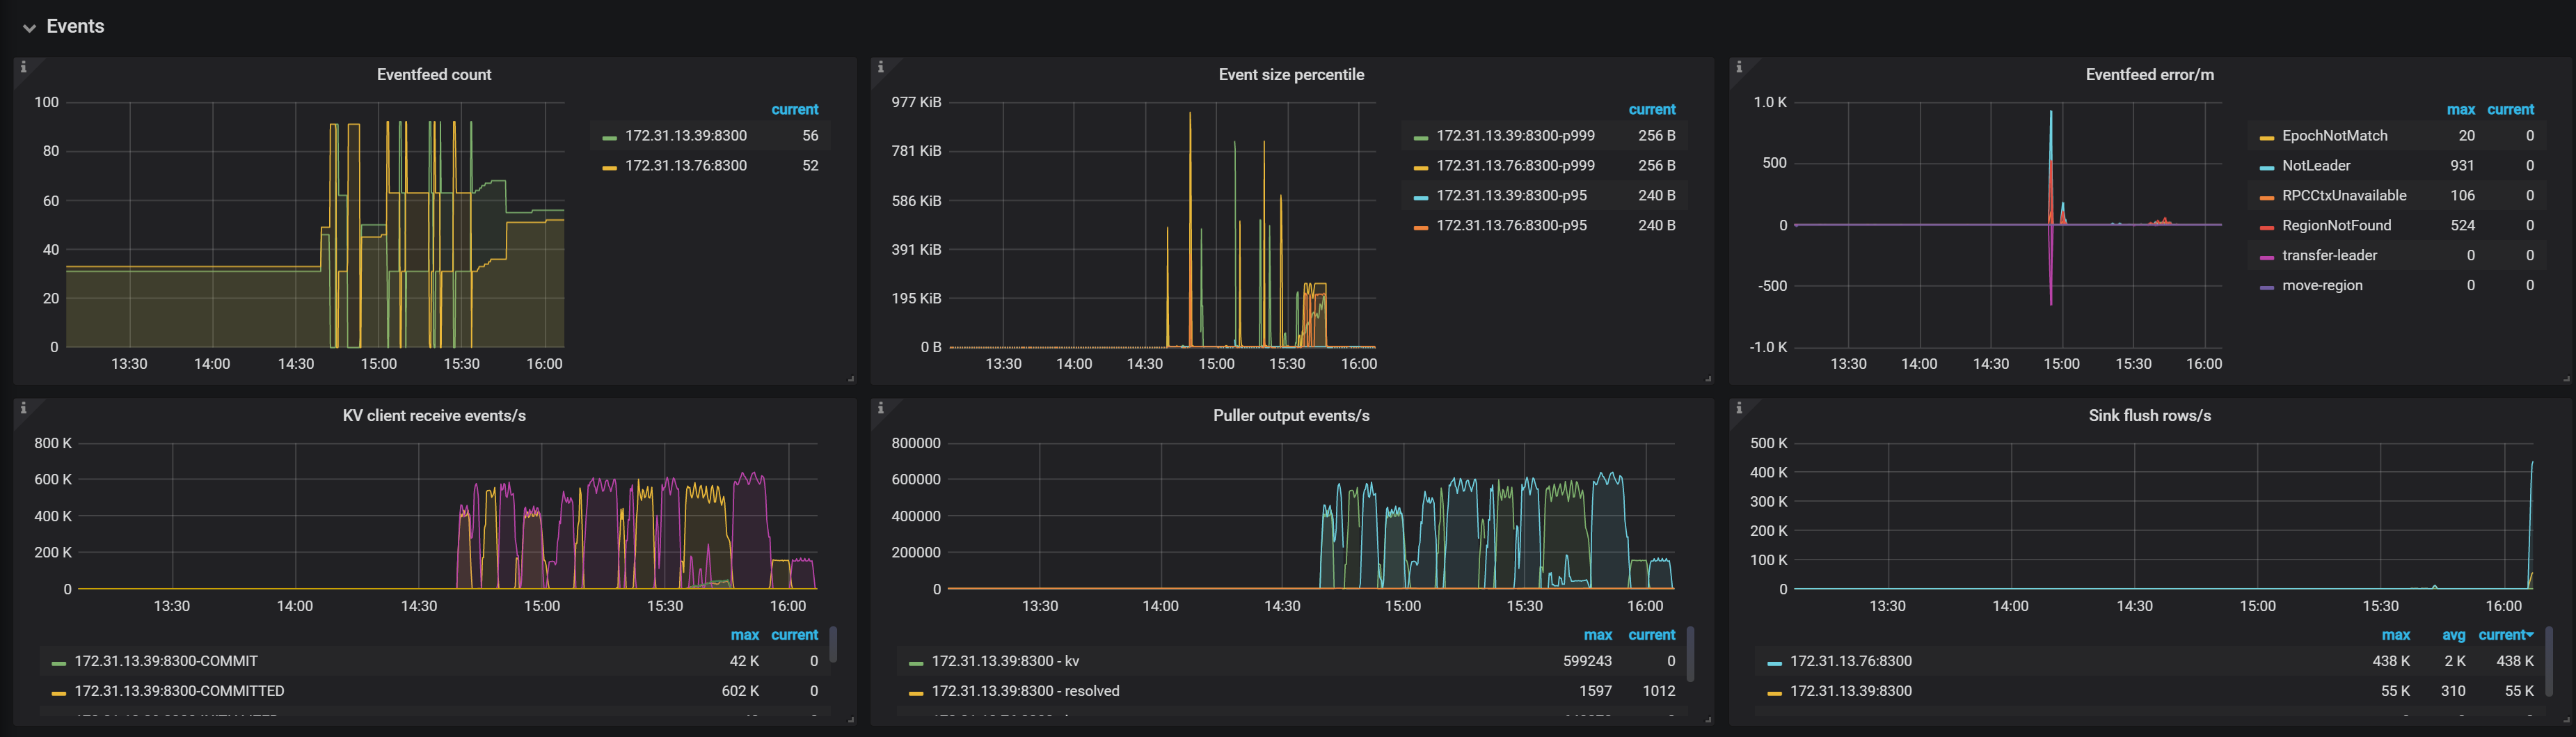 Events
Eventfeed count
100
80
60
40
20
0
13:30 14:00 14:30 15:00 15:30 16:00
current
172.31.13.39:8300 56
172.31.13.76:8300 52
Event size percentile
977 KiB
781 KiB
586 KiB
391 KiB
195 KiB
0 B
13:30 14:00 14:30 15:00 15:30 16:00
current
172.31.13.39:8300-p999 256 B
172.31.13.76:8300-p999 256 B
172.31.13.39:8300-p95 240 B
172.31.13.76:8300-p95 240 B
Eventfeed error/m
1.0 K
500
0
-500
-1.0 K
13:30 14:00 14:30 15:00 15:30 16:00
max current
EpochNotMatch 20 0
NotLeader 931 0
RPCCtxUnavailable 106 0
RegionNotFound 524 0
transfer-leader 0 0
move-region 0 0
KV client receive events/s
800 K
600 K
400 K
200 K
0
13:30 14:00 14:30 15:00 15:30 16:00
max current
172.31.13.39:8300-COMMIT 42 K 0
172.31.13.39:8300-COMMITTED 602 K 0
Puller output events/s
800000
600000
400000
200000
0
13:30 14:00 14:30 15:00 15:30 16:00
max current
172.31.13.39:8300 - kv 599243 0
172.31.13.39:8300 - resolved 1597 1012
Sink flush rows/s
500 K
400 K
300 K
200 K
100 K
0
13:30 14:00 14:30 15:00 15:30 16:00
max avg current
172.31.13.76:8300 438 K 2 K 438 K
172.31.13.39:8300 55 K 310 55 K